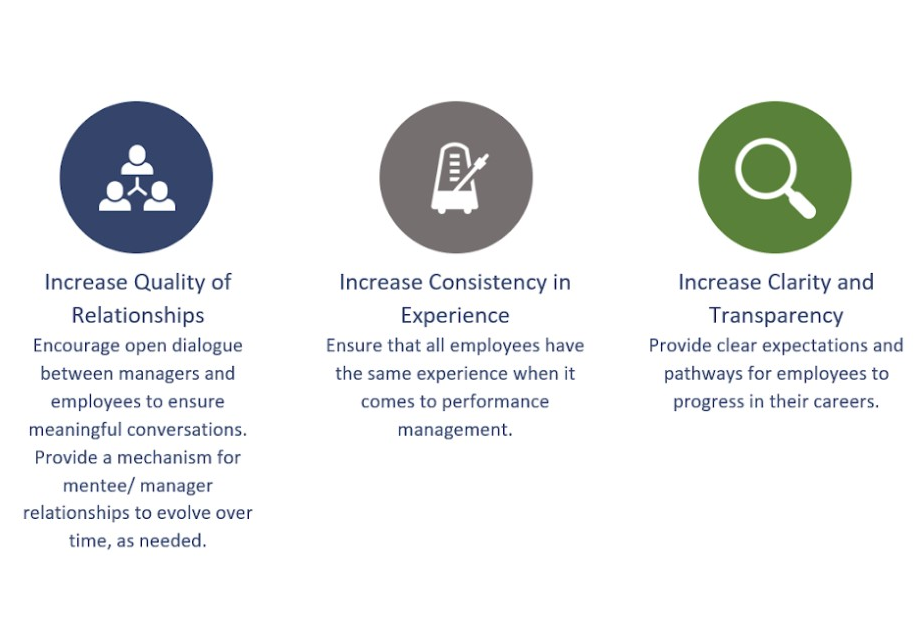 Increase Quality of
Relationships
Encourage open dialogue
between managers and
employees to ensure
meaningful conversations.
Provide a mechanism for
mentee/ manager
relationships to evolve over
time, as needed.
Increase Consistency in
Experience
Ensure that all employees have
the same experience when it
comes to performance
management.
Increase Clarity and
Transparency
Provide clear expectations and
pathways for employees to
progress in their careers.